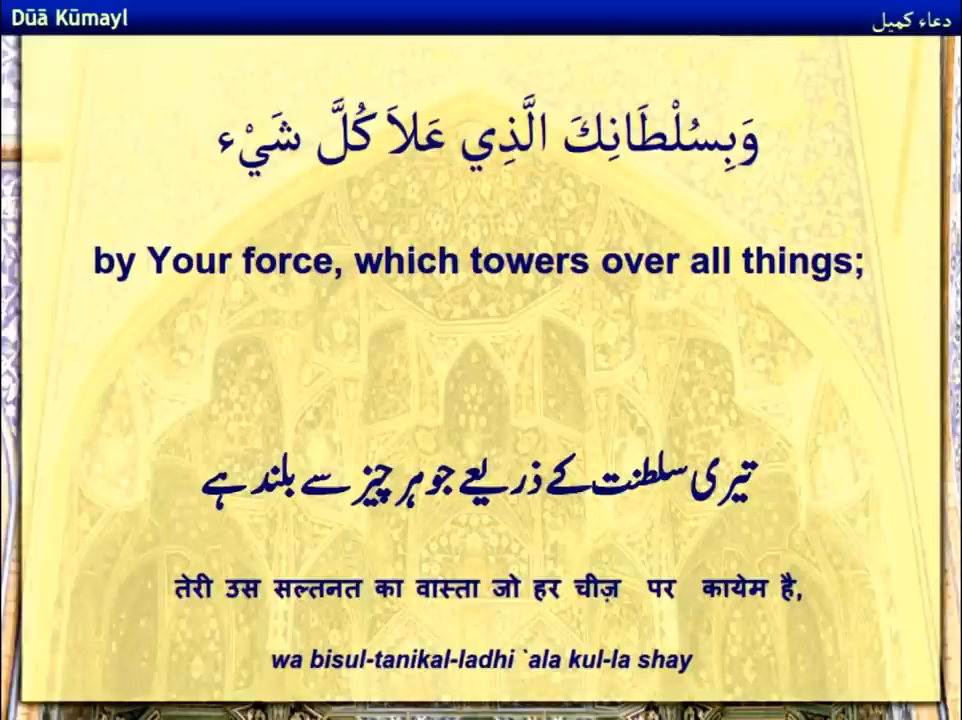 Dūā Kūmayl
دعاء كميل
وَبِسُلْطَانِكَ الَّذِي عَلاَ كُلَّ شَيْء
by Your force, which towers over all things;
تیری سلطنت کے ذریعے جو ہر چیز سے بلند ہے
तेरी उस सल्तनत का वास्ता जो हर चीज़ पर कायेम है,
wa bisul-tanikal-ladhi `ala kul-la shay